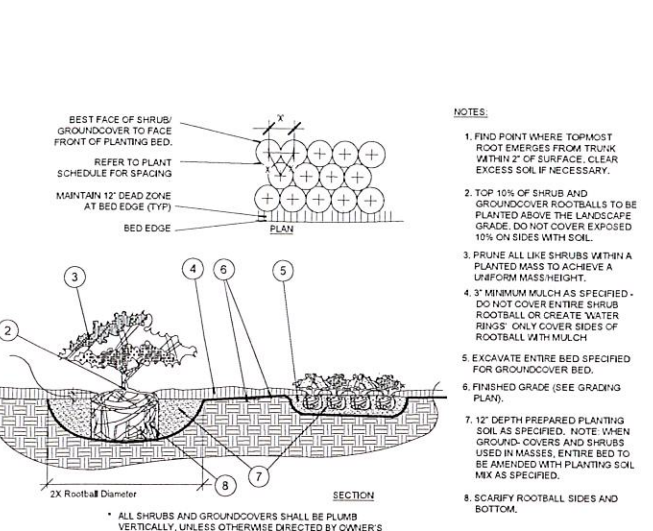 BEST FACE OF SHRUB/
GROUNDCOVER TO FACE
FRONT OF PLANTING BED.
REFER TO PLANT
SCHEDULE FOR SPACING
MAINTAIN 12" DEAD ZONE
AT BED EDGE (TYP)
BED EDGE
'X'
X
X
PLAN
3
4
6
5
2
8
7
2X Rootball Diameter
SECTION
* ALL SHRUBS AND GROUNDCOVERS SHALL BE PLUMB
VERTICALLY, UNLESS OTHERWISE DIRECTED BY OWNER'S
NOTES:
1. FIND POINT WHERE TOPMOST
ROOT EMERGES FROM TRUNK
WITHIN 2" OF SURFACE. CLEAR
EXCESS SOIL IF NECESSARY.
2. TOP 10% OF SHRUB AND
GROUNDCOVER ROOTBALLS TO BE
PLANTED ABOVE THE LANDSCAPE
GRADE. DO NOT COVER EXPOSED
10% ON SIDES WITH SOIL.
3. PRUNE ALL LIKE SHRUBS WITHIN A
PLANTED MASS TO ACHIEVE A
UNIFORM MASS/HEIGHT.
4. 3" MINIMUM MULCH AS SPECIFIED -
DO NOT COVER ENTIRE SHRUB
ROOTBALL OR CREATE 'WATER
RINGS' ONLY COVER SIDES OF
ROOTBALL WITH MULCH
5. EXCAVATE ENTIRE BED SPECIFIED
FOR GROUNDCOVER BED.
6. FINISHED GRADE (SEE GRADING
PLAN).
7. 12" DEPTH PREPARED PLANTING
SOIL AS SPECIFIED. NOTE: WHEN
GROUND- COVERS AND SHRUBS
USED IN MASSES, ENTIRE BED TO
BE AMENDED WITH PLANTING SOIL
MIX AS SPECIFIED.
8. SCARIFY ROOTBALL SIDES AND
BOTTOM.